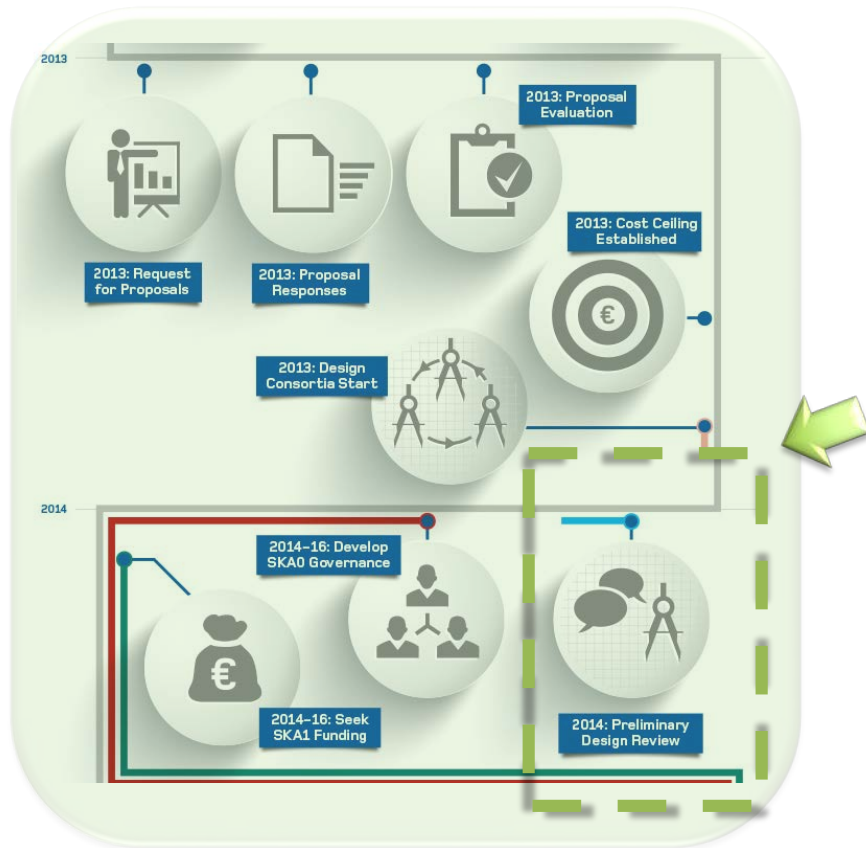 2013
2013: Proposal
Evaluation
2013: Request
for Proposals
2013: Proposal
Responses
2013: Cost Ceiling
Established
€
2013: Design
Consortia Start
2014
2014–16: Develop
SKA0 Governance
€
2014–16: Seek
SKA1 Funding
2014: Preliminary
Design Review